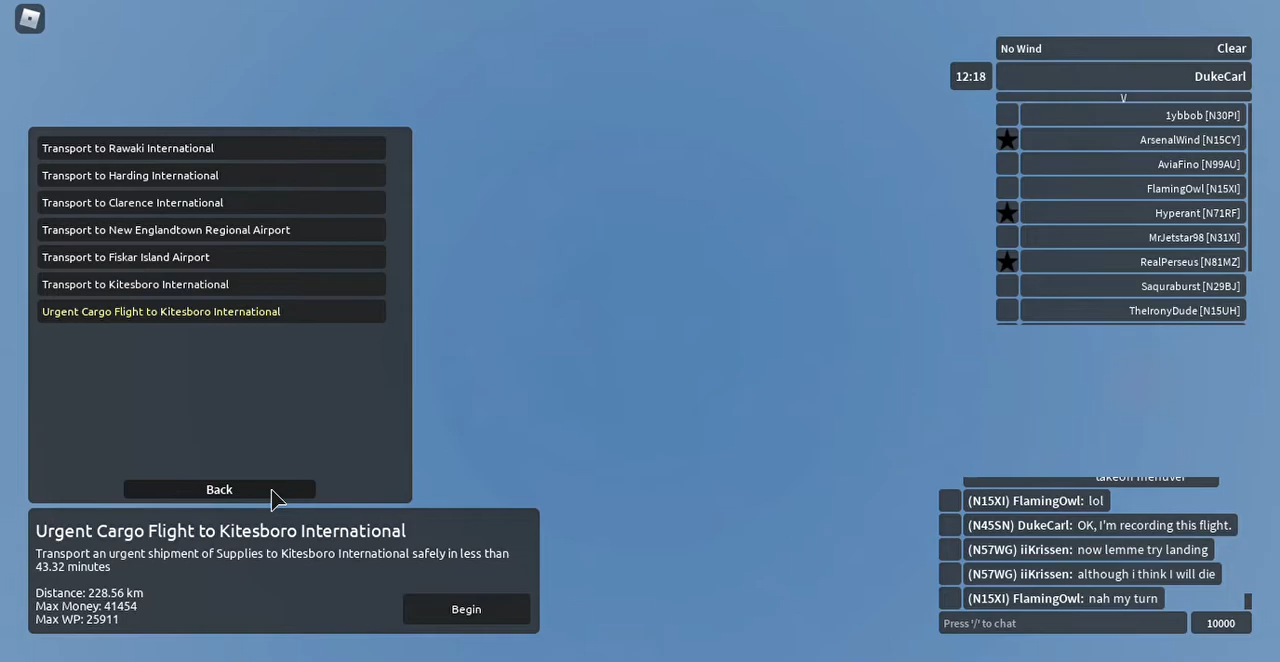 No Wind Clear
12:18 DukeCarl
V
1ybbob [N30PI]
ArsenalWind [N15CY]
AviaFino [N99AU]
FlamingOwl [N15XI]
Hyperant [N71RF]
MrJetstar98 [N31XI]
RealPerseus [N81MZ]
Saquraburst [N29BJ]
TheIronyDude [N15UH]
Transport to Rawaki International
Transport to Harding International
Transport to Clarence International
Transport to New Englandtown Regional Airport
Transport to Fiskar Island Airport
Transport to Kitesboro International
Urgent Cargo Flight to Kitesboro International
Back
Urgent Cargo Flight to Kitesboro International
Transport an urgent shipment of Supplies to Kitesboro International safely in less than
43.32 minutes
Distance: 228.56 km
Max Money: 41454
Max WP: 25911
Begin
(N15XI) FlamingOwl: lol
(N45SN) DukeCarl: OK, I'm recording this flight.
(N57WG) iiKrissen: now lemme try landing
(N57WG) iiKrissen: although i think I will die
(N15XI) FlamingOwl: nah my turn
Press '/' to chat 10000